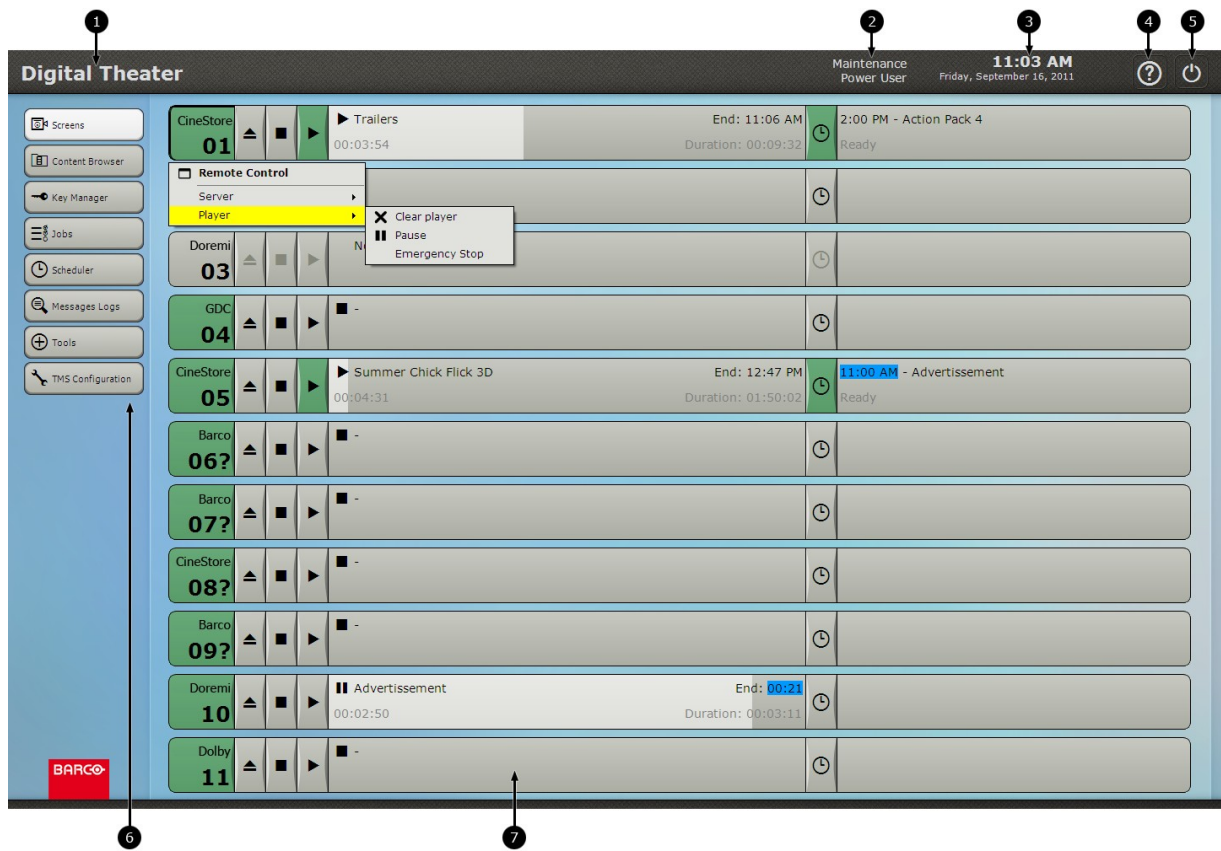 1
2
3
4
5
Digital Theater
Maintenance
Power User
11:03 AM
Friday, September 16, 2011
?
Screens
Content Browser
Key Manager
Jobs
Scheduler
Messages Logs
Tools
TMS Configuration
BARCO
CineStore
01
Trailers
00:03:54
End: 11:06 AM
Duration: 00:09:32
2:00 PM - Action Pack 4
Ready
Remote Control
Server
Player
Clear player
Pause
Emergency Stop
Doremi
03
GDC
04
-
CineStore
05
Summer Chick Flick 3D
00:04:31
End: 12:47 PM
Duration: 01:50:02
11:00 AM - Advertissement
Ready
Barco
06?
-
Barco
07?
-
CineStore
08?
-
Barco
09?
-
Doremi
10
Advertissement
00:02:50
End: 00:21
Duration: 00:03:11
Dolby
11
-
6
7